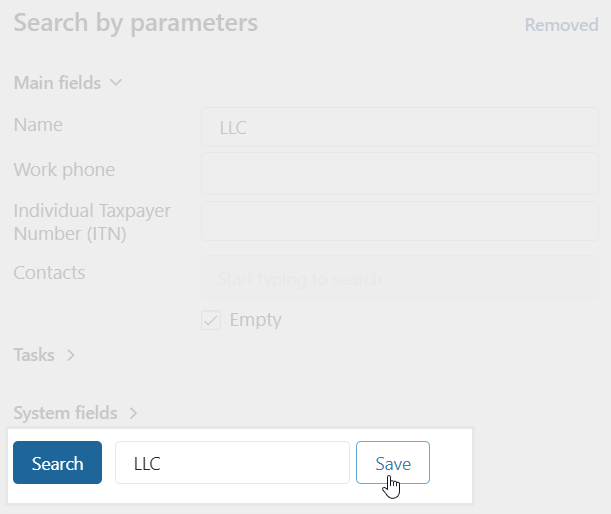 Search by parameters
Removed
Main fields
Name
LLC
Work phone
Individual Taxpayer
Number (ITN)
Contacts
Start typing to search
Empty
Tasks
System fields
Search
LLC
Save